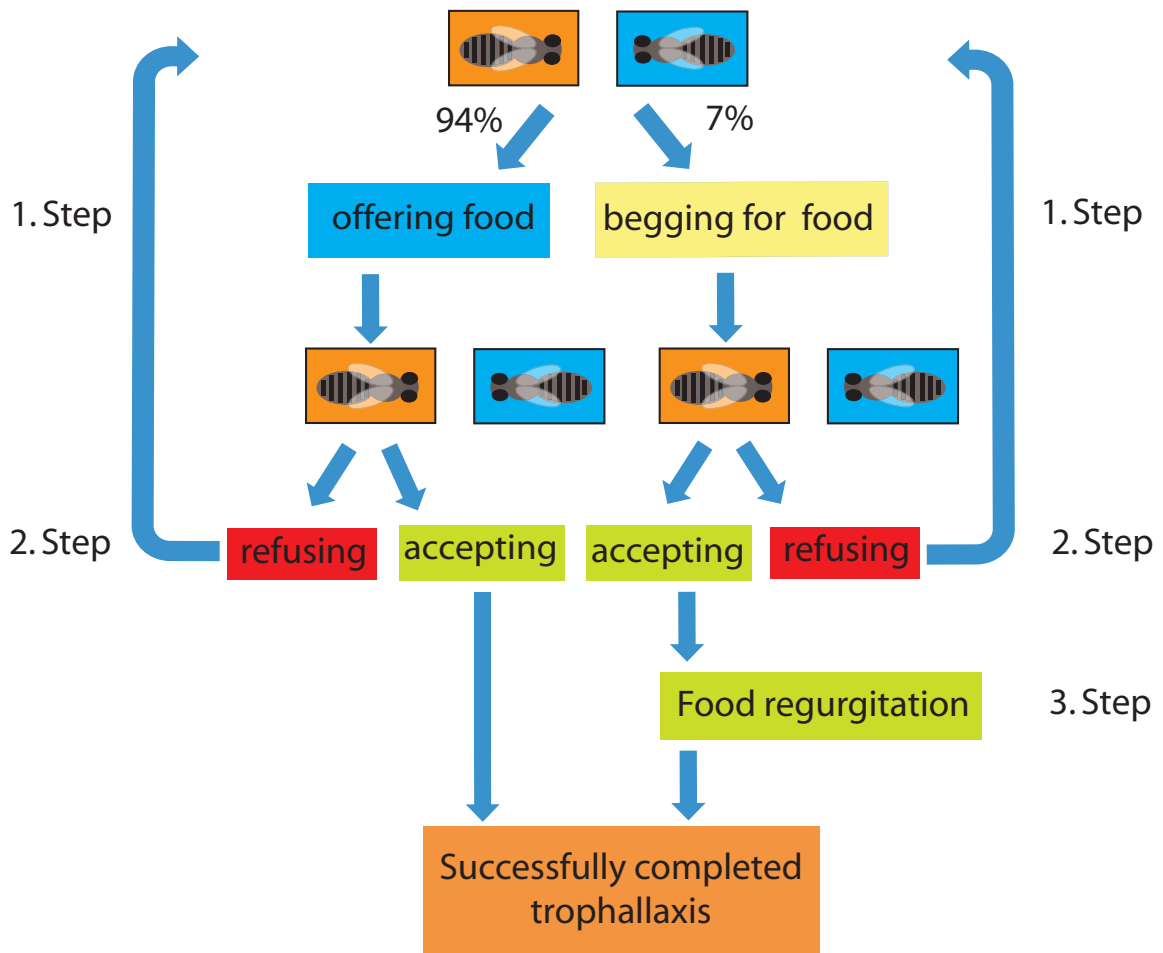 94%
7%
1. Step
offering food
begging for food
1. Step
2. Step
refusing
accepting
accepting
refusing
2. Step
Food regurgitation
3. Step
Successfully completed
trophallaxis